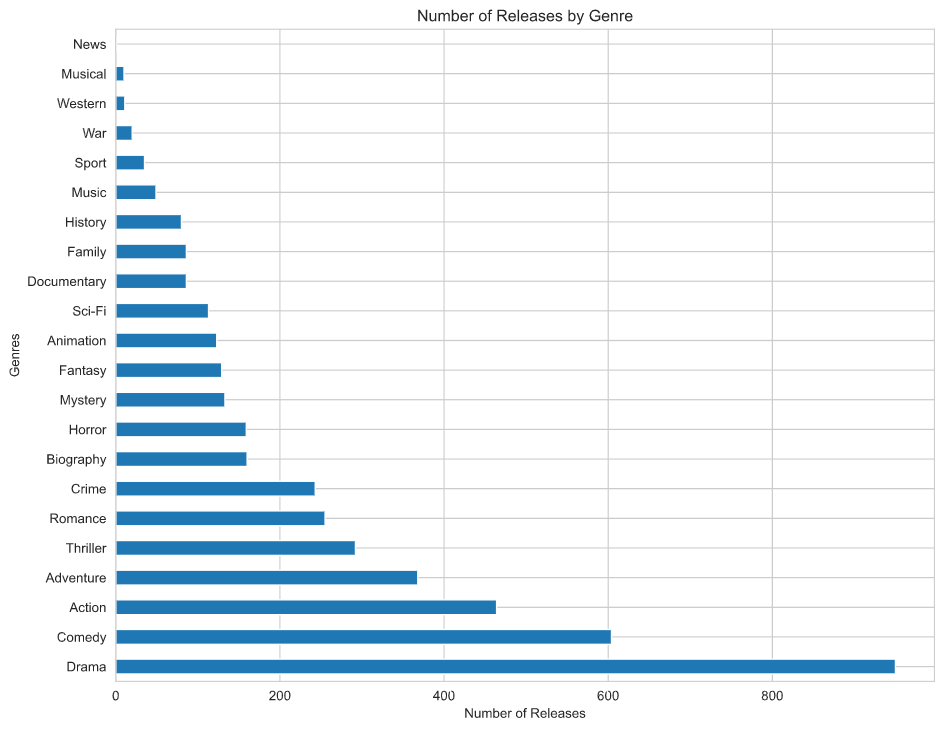 Number of Releases by Genre
News
Musical
Western
War
Sport
Music
History
Family
Documentary
Sci-Fi
Animation
Fantasy
Mystery
Horror
Biography
Crime
Romance
Thriller
Adventure
Action
Comedy
Drama
Genres
0 200 400 600 800
Number of Releases